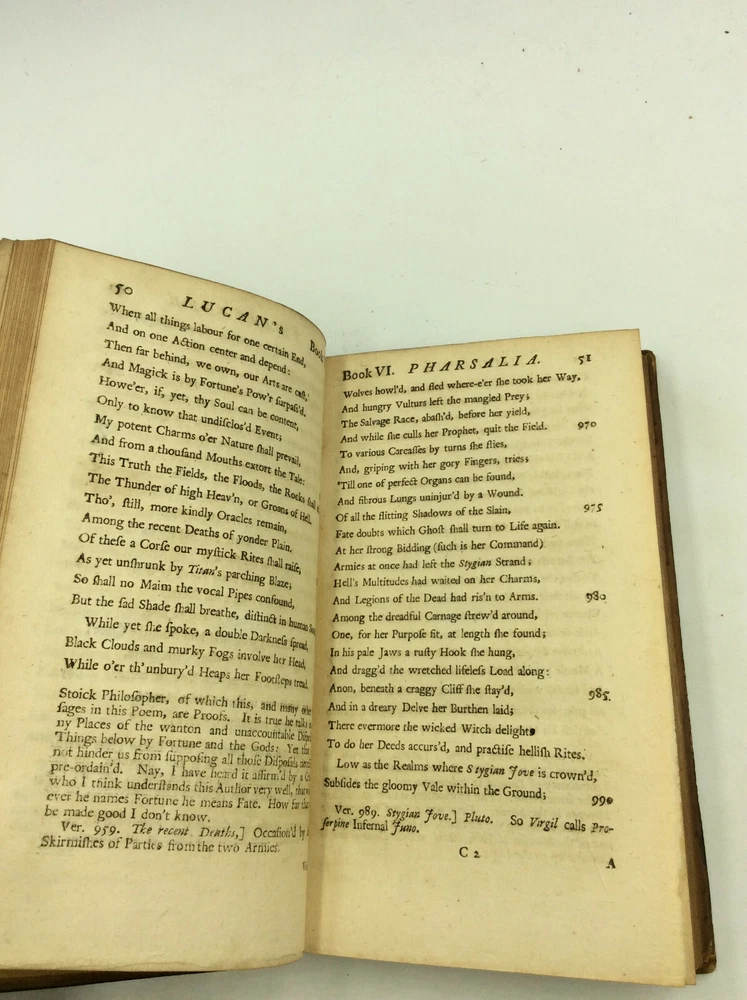 50 LUCAN's Book
When all things labour for one certain End,
And on one Action center and depend:
Then far behind, we own, our Arts are cast,
And Magick is by Fortune's Pow'r surpass'd.
Howe'er, if, yet, thy Soul can be content,
Only to know that undisclos'd Event;
My potent Charms o'er Nature shall prevail,
And from a thousand Mouths extort the Tale:
This Truth the Fields, the Floods, the Rocks shall
The Thunder of high Heav'n, or Groans of Hell.
Tho', still, more kindly Oracles remain,
Among the recent Deaths of yonder Plain.
Of these a Corse our mystick Rites shall raise,
As yet unshrunk by Titan's parching Blaze;
So shall no Maim the vocal Pipes confound,
But the sad Shade shall breathe, distinct in human
While yet she spoke, a double Darkness spread,
Black Clouds and murky Fogs involve her Head,
While o'er th' unbury'd Heaps her Footsteps tread.
Stoick Philosopher, of which this, and many
sages in this Poem, are Proofs. It is true he talks
ny Places of the wanton and unaccountable
Things below by Fortune and the Gods: Yet
not hinder us from supposing all those Disposals
pre-ordain'd. Nay, I have heard it affirm'd by a
who I think understands this Author very well, that
ever he names Fortune he means Fate. How far
be made good I don't know.
Ver. 959. The recent Deaths,] Occasion'd by
Skirmishes of Parties from the two Armies.
Book VI. PHARSALIA. 51
Wolves howl'd, and fled where-e'er she took her Way,
And hungry Vulturs left the mangled Prey;
The Salvage Race, abash'd, before her yield,
And while she culls her Prophet, quit the Field. 970
To various Carcasses by turns she flies,
And, griping with her gory Fingers, tries;
'Till one of perfect Organs can be found,
And fibrous Lungs uninjur'd by a Wound.
Of all the flitting Shadows of the Slain, 975
Fate doubts which Ghost shall turn to Life again.
At her strong Bidding (such is her Command)
Armies at once had left the Stygian Strand;
Hell's Multitudes had waited on her Charms,
And Legions of the Dead had ris'n to Arms. 980
Among the dreadful Carnage strew'd around,
One, for her Purpose fit, at length she found;
In his pale Jaws a rusty Hook she hung,
And dragg'd the wretched lifeless Load along:
Anon, beneath a craggy Cliff she stay'd, 985
And in a dreary Delve her Burthen laid;
There evermore the wicked Witch delights
To do her Deeds accurs'd, and practise hellish Rites.
Low as the Realms where Stygian Jove is crown'd,
Subsides the gloomy Vale within the Ground; 990
Ver. 989. Stygian Jove.] Pluto. So Virgil calls Pro-
serpine Infernal Juno.
C 2 A